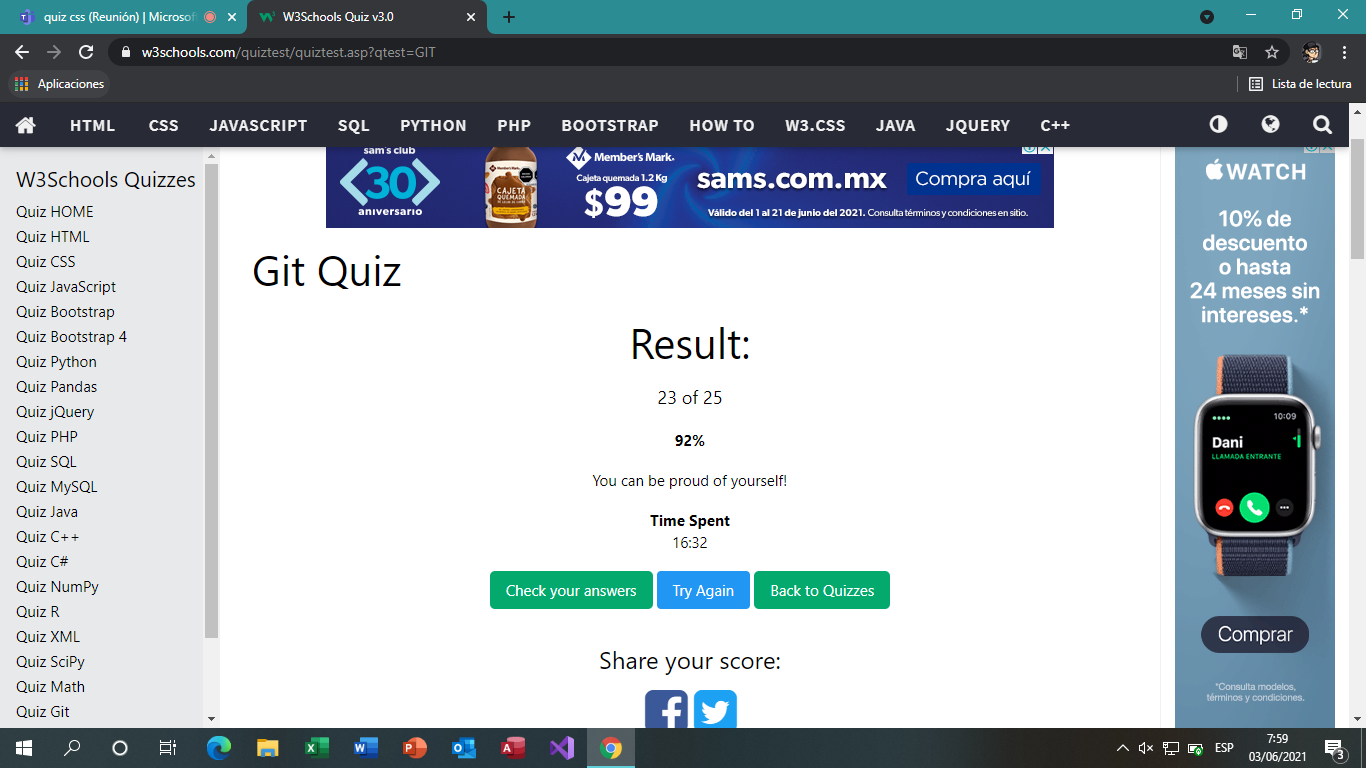 quiz css (Reunión) | Microsof
W3Schools Quiz v3.0
w3schools.com/quiztest/quiztest.asp?qtest=GIT
Aplicaciones
Lista de lectura
HTML CSS JAVASCRIPT SQL PYTHON PHP BOOTSTRAP HOW TO W3.CSS JAVA JQUERY C++
W3Schools Quizzes
Quiz HOME
Quiz HTML
Quiz CSS
Quiz JavaScript
Quiz Bootstrap
Quiz Bootstrap 4
Quiz Python
Quiz Pandas
Quiz jQuery
Quiz PHP
Quiz SQL
Quiz MySQL
Quiz Java
Quiz C++
Quiz C#
Quiz NumPy
Quiz R
Quiz XML
Quiz SciPy
Quiz Math
Quiz Git
sam's club
30
aniversario
CAJETA
QUEMADA
Member's Mark.
Cajeta quemada 1.2 Kg
$99
sams.com.mx
Compra aquí
Válido del 1 al 21 de junio del 2021. Consulta términos y condiciones en sitio.
Git Quiz
Result:
23 of 25
92%
You can be proud of yourself!
Time Spent
16:32
Check your answers
Try Again
Back to Quizzes
Share your score:
WATCH
10% de
descuento
o hasta
24 meses sin
intereses.*
10:09
Dani
LLAMADA ENTRANTE
Comprar
*Consulta modelos,
términos y condiciones.
ESP
7:59
03/06/2021
3